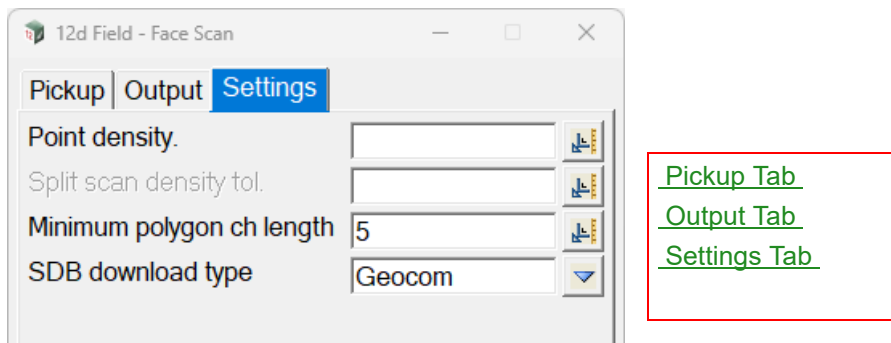 12d Field - Face Scan
Pickup Output Settings
Point density.
Split scan density tol.
Minimum polygon ch length 5
SDB download type Geocom
Pickup Tab
Output Tab
Settings Tab